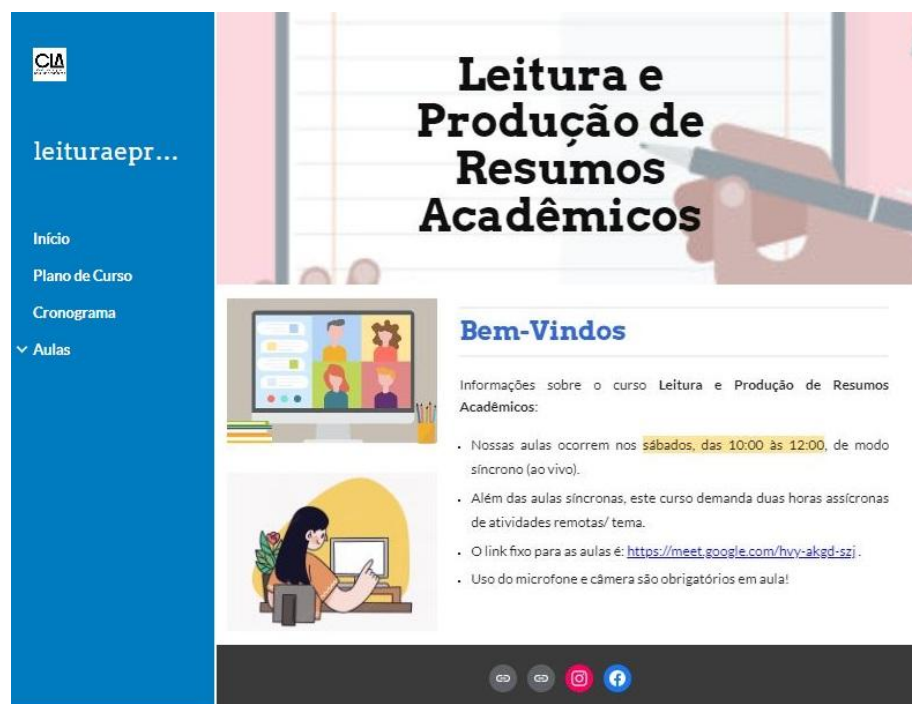 CLA
leituraepr...
Início
Plano de Curso
Cronograma
Aulas
Leitura e
Produção de
Resumos
Acadêmicos
Bem-Vindos
Informações sobre o curso Leitura e Produção de Resumos
Acadêmicos:
• Nossas aulas ocorrem nos sábados, das 10:00 às 12:00, de modo
síncrono (ao vivo).
• Além das aulas síncronas, este curso demanda duas horas assícronas
de atividades remotas/ tema.
• O link fixo para as aulas é: https://meet.google.com/hvy-akgd-szj .
• Uso do microfone e câmera são obrigatórios em aula!